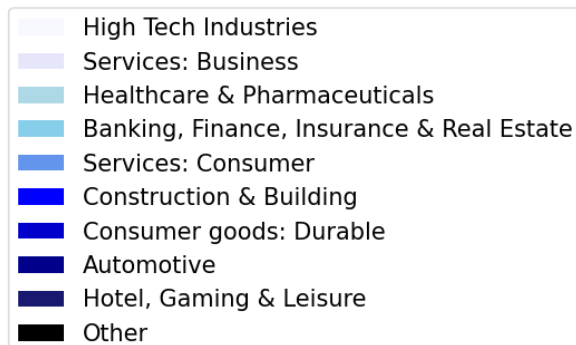 High Tech Industries
Services: Business
Healthcare & Pharmaceuticals
Banking, Finance, Insurance & Real Estate
Services: Consumer
Construction & Building
Consumer goods: Durable
Automotive
Hotel, Gaming & Leisure
Other